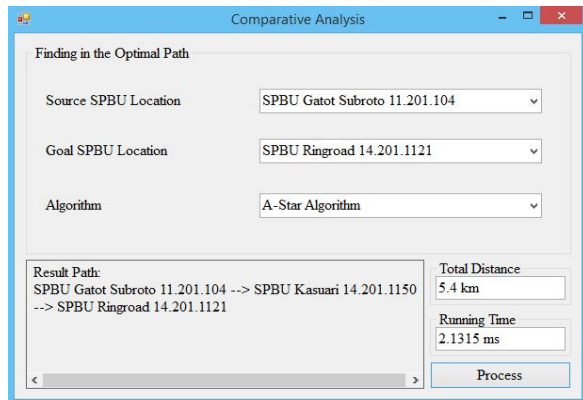 Comparative Analysis
Finding in the Optimal Path
Source SPBU Location
SPBU Gatot Subroto 11.201.104
Goal SPBU Location
SPBU Ringroad 14.201.1121
Algorithm
A-Star Algorithm
Result Path:
SPBU Gatot Subroto 11.201.104 --> SPBU Kasuari 14.201.1150
--> SPBU Ringroad 14.201.1121
Total Distance
5.4 km
Running Time
2.1315 ms
Process